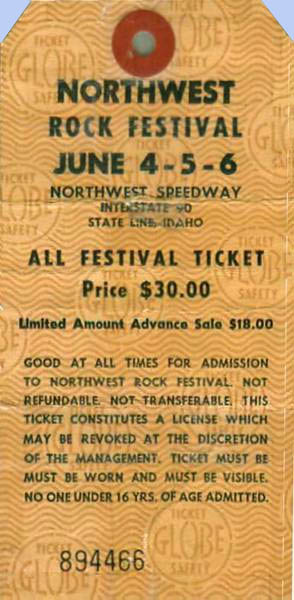 NORTHWEST
ROCK FESTIVAL
JUNE 4-5-6
NORTHWEST SPEEDWAY
INTERSTATE 90
STATE LINE, IDAHO
ALL FESTIVAL TICKET
Price $30.00
Limited Amount Advance Sale $18.00
GOOD AT ALL TIMES FOR ADMISSION
TO NORTHWEST ROCK FESTIVAL. NOT
REFUNDABLE. NOT TRANSFERABLE. THIS
TICKET CONSTITUTES A LICENSE WHICH
MAY BE REVOKED AT THE DISCRETION
OF THE MANAGEMENT. TICKET MUST BE
MUST BE WORN AND MUST BE VISIBLE.
NO ONE UNDER 16 YRS. OF AGE ADMITTED.
894466
GLOBE
TICKET
SAFETY